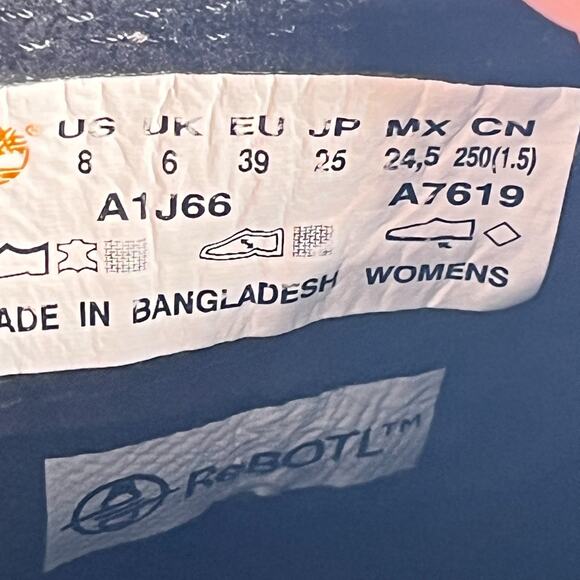 US UK EU JP MX CN
8 6 39 25 24,5 250(1.5)
A1J66 A7619
ADE IN BANGLADESH WOMENS
ReBOTL™